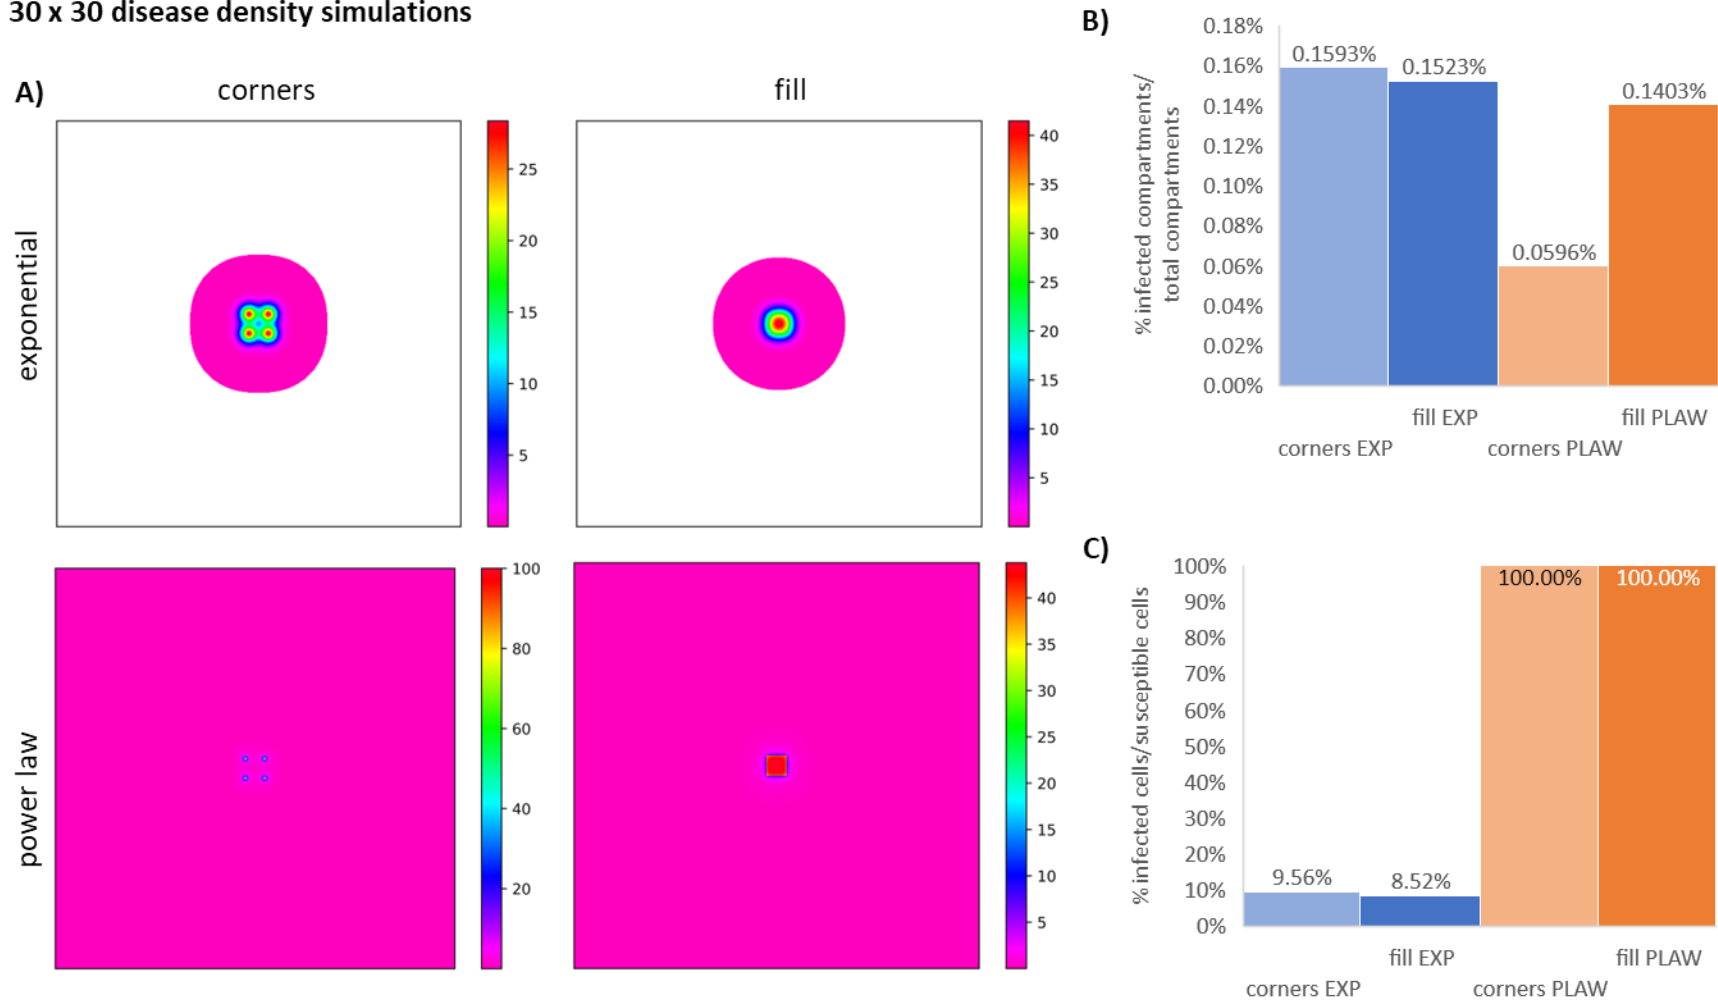 30 x 30 disease density simulations
A)
corners
fill
exponential
25
20
15
10
5
40
35
30
25
20
15
10
5
power law
100
80
60
40
20
40
35
30
25
20
15
10
5
B)
% infected compartments/
total compartments
0.18%
0.16%
0.14%
0.12%
0.10%
0.08%
0.06%
0.04%
0.02%
0.00%
0.1593%
0.1523%
0.0596%
0.1403%
fill EXP
fill PLAW
corners EXP
corners PLAW
C)
% infected cells/susceptible cells
100%
90%
80%
70%
60%
50%
40%
30%
20%
10%
0%
9.56%
8.52%
100.00%
100.00%
fill EXP
fill PLAW
corners EXP
corners PLAW